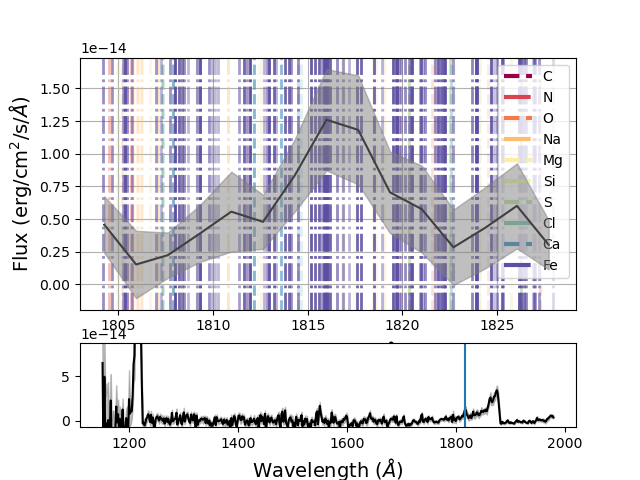 1e−14
1.50
1.25
1.00
0.75
0.50
0.25
0.00
Flux (erg/cm²/s/Å)
C
N
O
Na
Mg
Si
S
Cl
Ca
Fe
1805 1810 1815 1820 1825
1e−14
5
0
1200 1400 1600 1800 2000
Wavelength (Å)